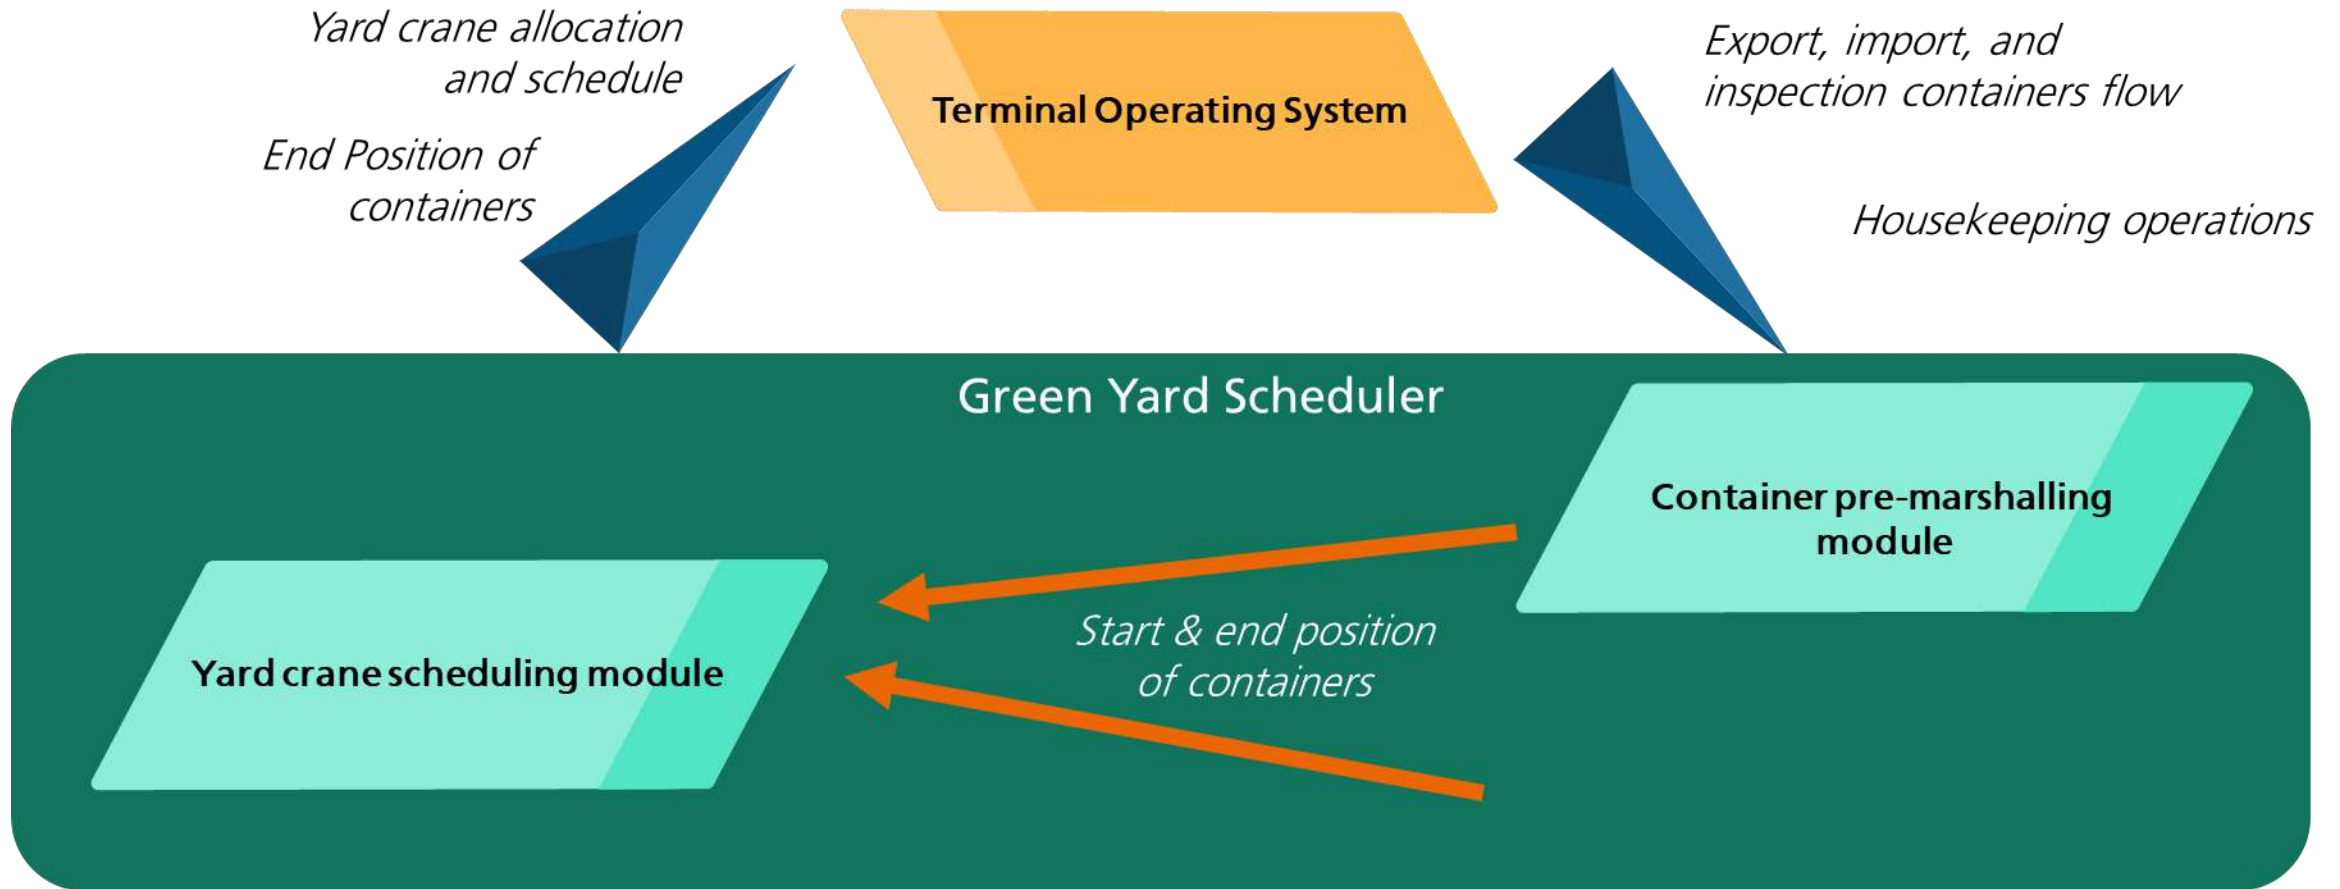 Yard crane allocation
and schedule
End Position of
containers
Terminal Operating System
Export, import, and
inspection containers flow
Housekeeping operations
Green Yard Scheduler
Container pre-marshalling
module
Start & end position
of containers
Yard crane scheduling module